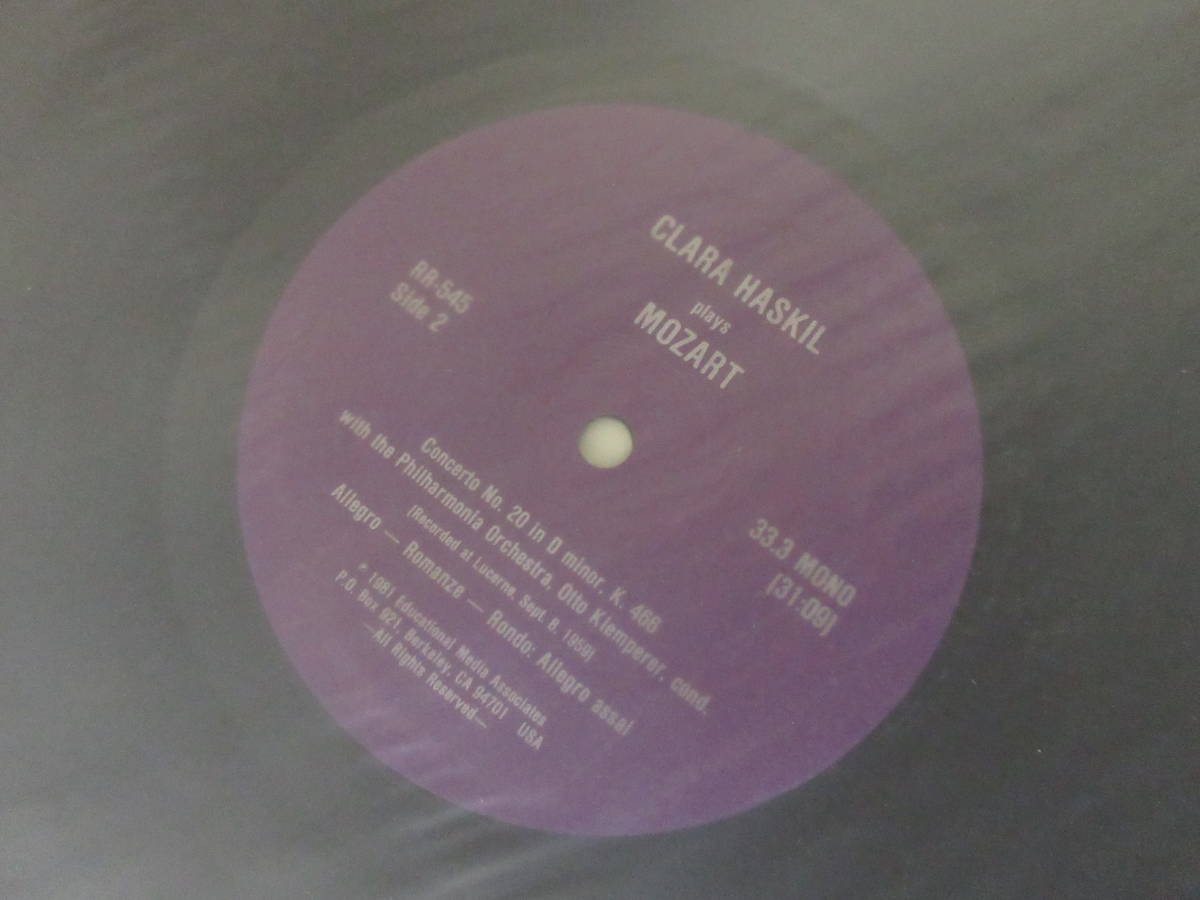 CLARA HASKIL
plays
MOZART
RR-545
Side 2
33.3 MONO
[31:09]
Concerto No. 20 in D minor, K. 466
with the Philharmonia Orchestra, Otto Klemperer, cond.
[Recorded at Lucerne, Sept. 8, 1959]
Allegro — Romanze — Rondo: Allegro assai
℗ 1981 Educational Media Associates
P.O. Box 921, Berkeley, CA 94701 USA
—All Rights Reserved—